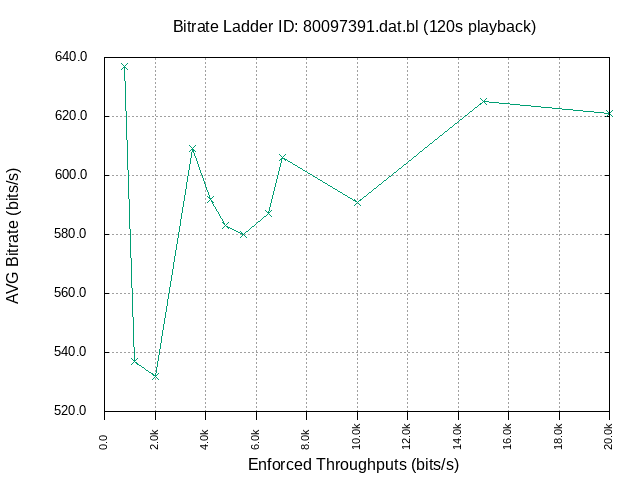 Bitrate Ladder ID: 80097391.dat.bl (120s playback)
640.0
620.0
600.0
580.0
560.0
540.0
520.0
AVG Bitrate (bits/s)
0.0
2.0k
4.0k
6.0k
8.0k
10.0k
12.0k
14.0k
16.0k
18.0k
20.0k
Enforced Throughputs (bits/s)